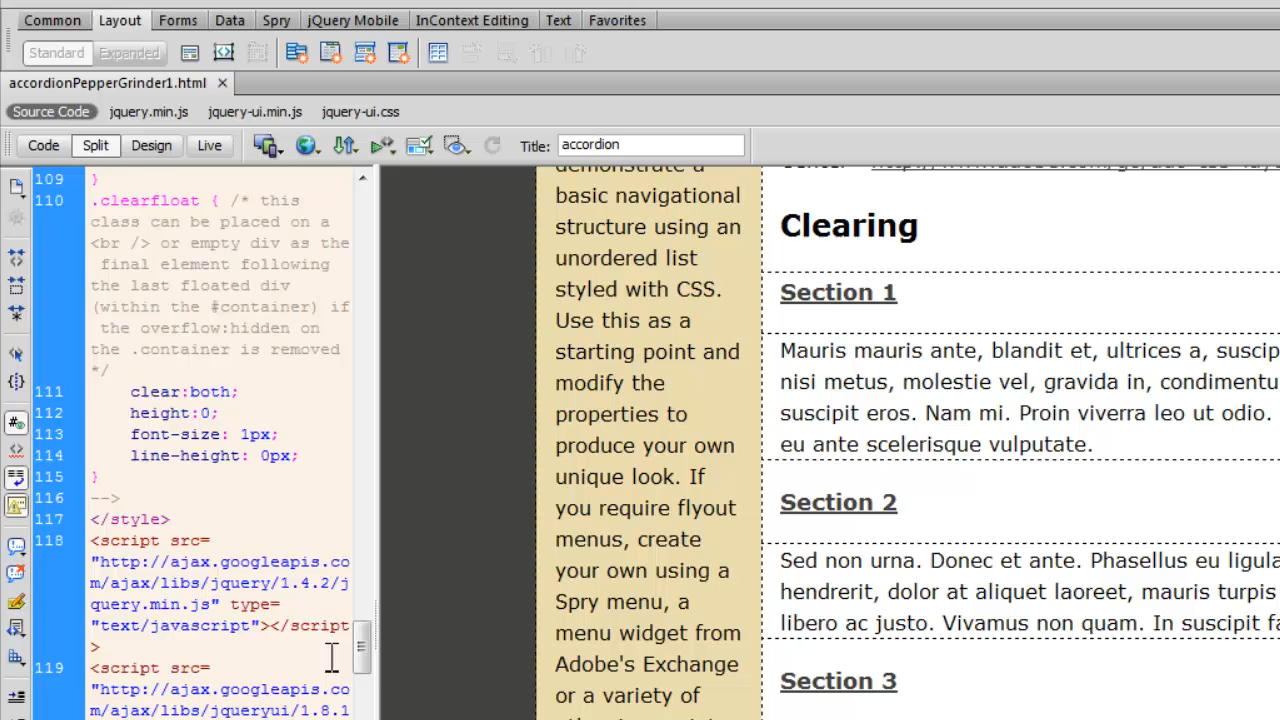 Common Layout Forms Data Spry jQuery Mobile InContext Editing Text Favorites
Standard Expanded
accordionPepperGrinder1.html ×
Source Code jquery.min.js jquery-ui.min.js jquery-ui.css
Code Split Design Live Title: accordion
109 }
110 .clearfloat { /* this
class can be placed on a
<br /> or empty div as the
final element following
the last floated div
(within the #container) if
the overflow:hidden on
the .container is removed
*/
111 clear:both;
112 height:0;
113 font-size: 1px;
114 line-height: 0px;
115 }
116 -->
117 </style>
118 <script src=
"http://ajax.googleapis.co
m/ajax/libs/jquery/1.4.2/j
query.min.js" type=
"text/javascript"></script
>
119 <script src=
"http://ajax.googleapis.co
m/ajax/libs/jqueryui/1.8.1
demonstrate a
basic navigational
structure using an
unordered list
styled with CSS.
Use this as a
starting point and
modify the
properties to
produce your own
unique look. If
you require flyout
menus, create
your own using a
Spry menu, a
menu widget from
Adobe's Exchange
or a variety of
Clearing
Section 1
Mauris mauris ante, blandit et, ultrices a, suscip
nisi metus, molestie vel, gravida in, condimentu
suscipit eros. Nam mi. Proin viverra leo ut odio.
eu ante scelerisque vulputate.
Section 2
Sed non urna. Donec et ante. Phasellus eu ligula
hendrerit, dolor at aliquet laoreet, mauris turpis
libero ac justo. Vivamus non quam. In suscipit fa
Section 3